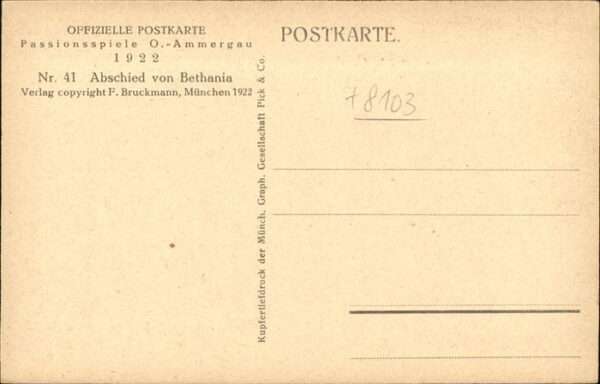 OFFIZIELLE POSTKARTE
Passionsspiele O.-Ammergau
1922
Nr. 41 Abschied von Bethania
Verlag copyright F. Bruckmann, München 1922
Kupfertiefdruck der Münch. Graph. Gesellschaft Pick & Co.
POSTKARTE.
+8103